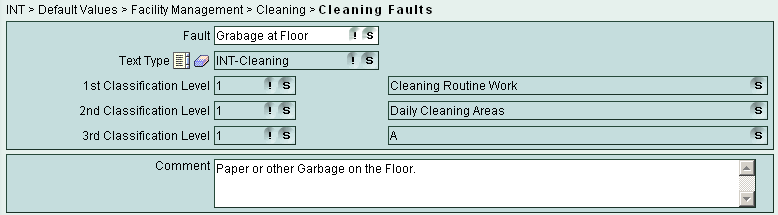 INT > Default Values > Facility Management > Cleaning > Cleaning Faults
Fault Grabage at Floor ! S
Text Type INT-Cleaning ! S
1st Classification Level 1 ! S Cleaning Routine Work S
2nd Classification Level 1 ! S Daily Cleaning Areas S
3rd Classification Level 1 ! S A S
Comment Paper or other Garbage on the Floor.